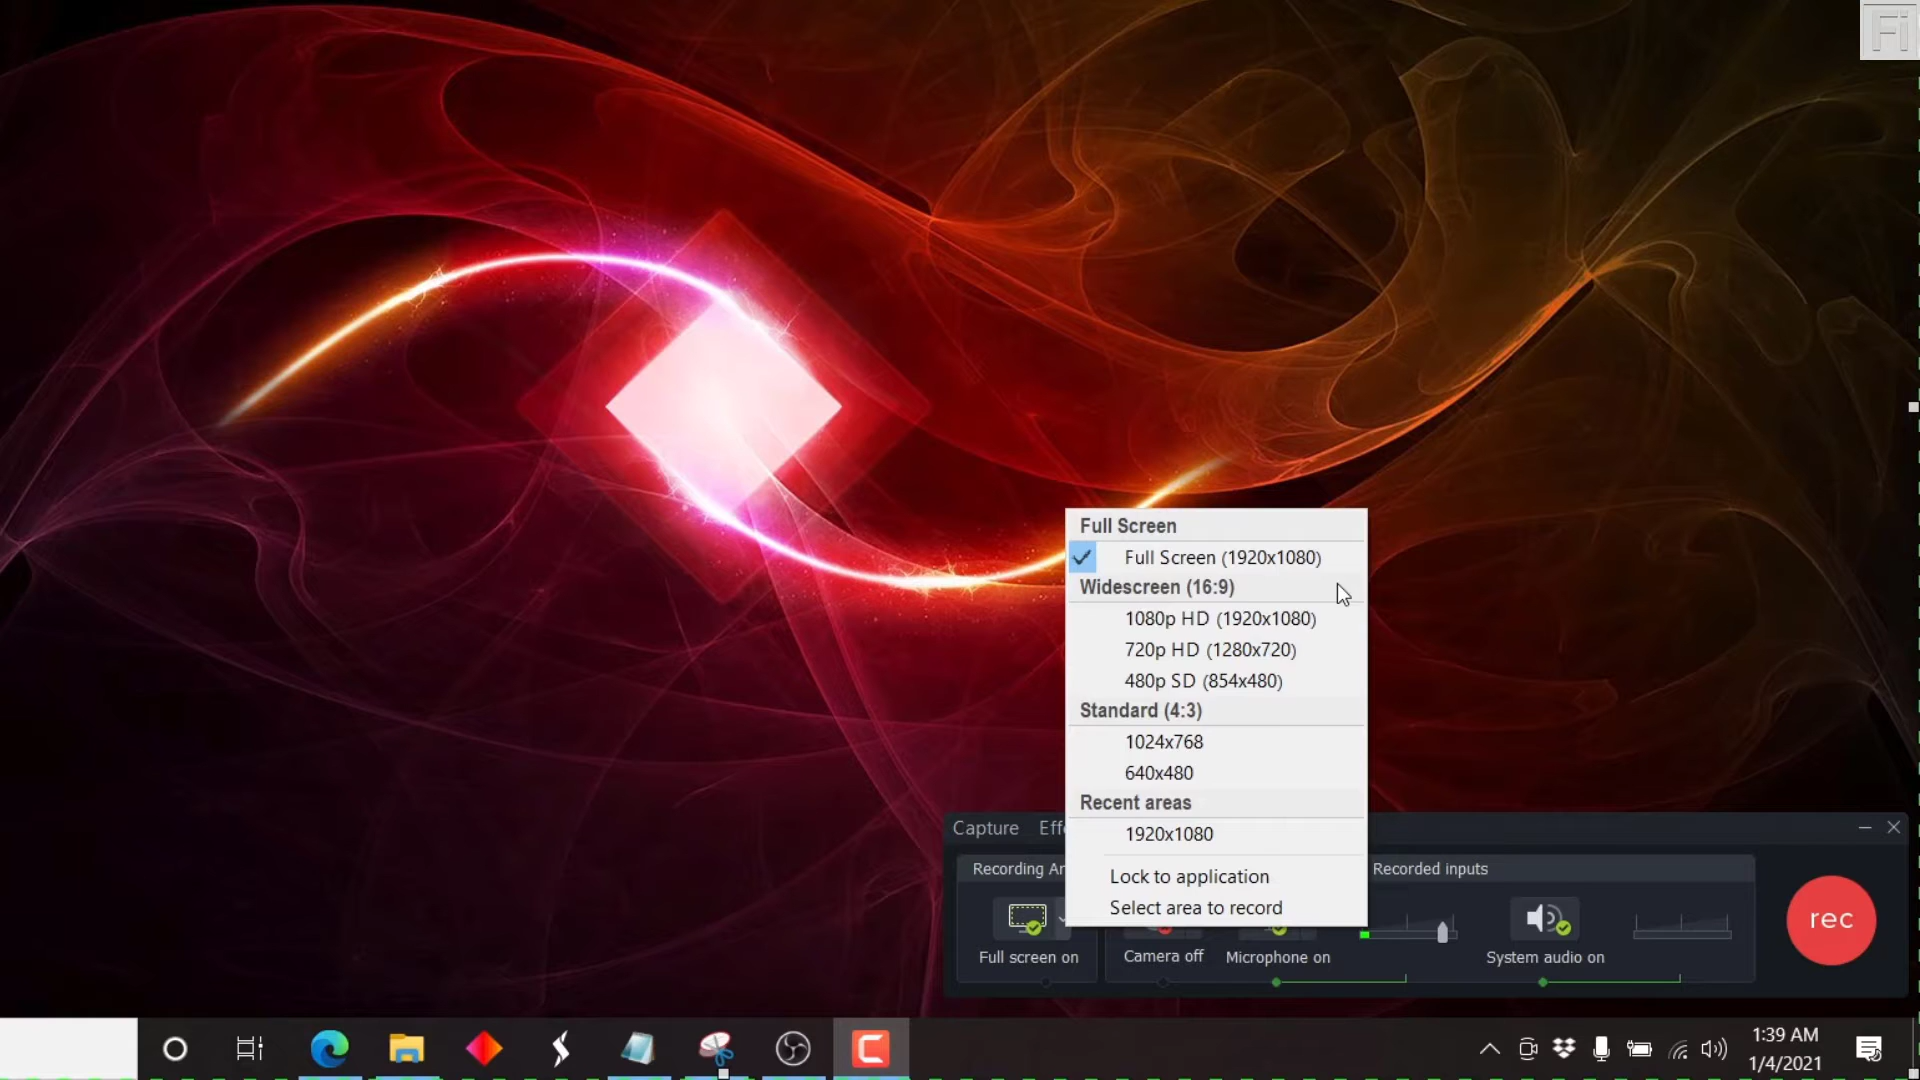 Fi
Full Screen
Full Screen (1920x1080)
Widescreen (16:9)
1080p HD (1920x1080)
720p HD (1280x720)
480p SD (854x480)
Standard (4:3)
1024x768
640x480
Recent areas
1920x1080
Lock to application
Select area to record
Capture Eff
Recording Ar
Recorded inputs
rec
Full screen on
Camera off
Microphone on
System audio on
1:39 AM
1/4/2021